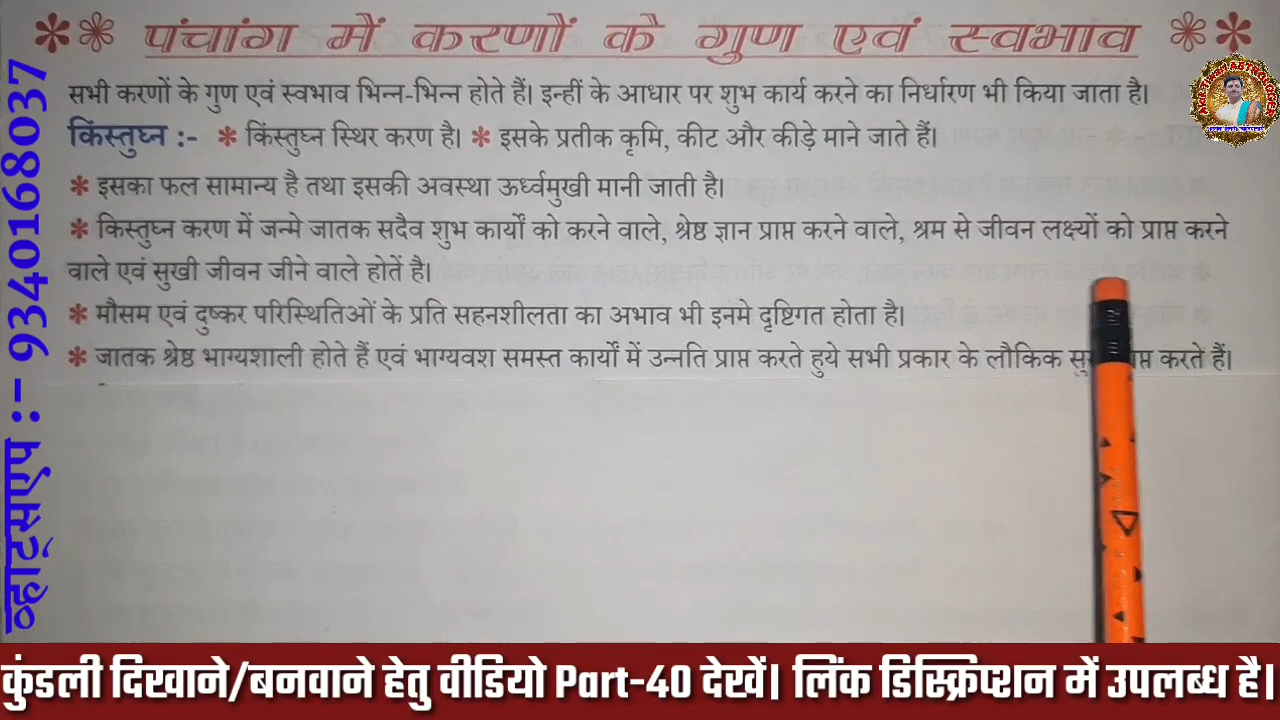 पंचांग में करणों के गुण एवं स्वभाव
सभी करणों के गुण एवं स्वभाव भिन्न-भिन्न होते हैं। इन्हीं के आधार पर शुभ कार्य करने का निर्धारण भी किया जाता है।
किंस्तुघ्न :- * किंस्तुघ्न स्थिर करण है। * इसके प्रतीक कृमि, कीट और कीड़े माने जाते हैं।
* इसका फल सामान्य है तथा इसकी अवस्था ऊर्ध्वमुखी मानी जाती है।
* किंस्तुघ्न करण में जन्मे जातक सदैव शुभ कार्यों को करने वाले, श्रेष्ठ ज्ञान प्राप्त करने वाले, श्रम से जीवन लक्ष्यों को प्राप्त करने
वाले एवं सुखी जीवन जीने वाले होतें है।
* मौसम एवं दुष्कर परिस्थितिओं के प्रति सहनशीलता का अभाव भी इनमे दृष्टिगत होता है।
* जातक श्रेष्ठ भाग्यशाली होते हैं एवं भाग्यवश समस्त कार्यों में उन्नति प्राप्त करते हुये सभी प्रकार के लौकिक करते हैं।
व्हाट्सएप :- 9340168037
कुंडली दिखाने/बनवाने हेतु वीडियो Part-40 देखें। लिंक डिस्क्रिप्शन में उपलब्ध है।